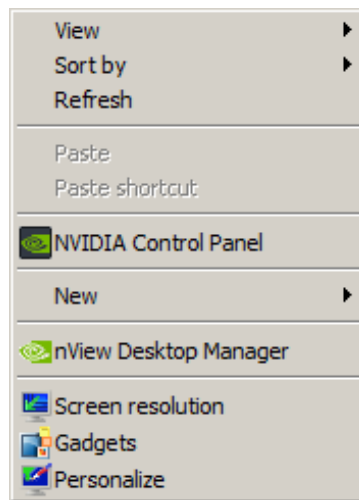 View
Sort by
Refresh
Paste
Paste shortcut
NVIDIA Control Panel
New
nView Desktop Manager
Screen resolution
Gadgets
Personalize